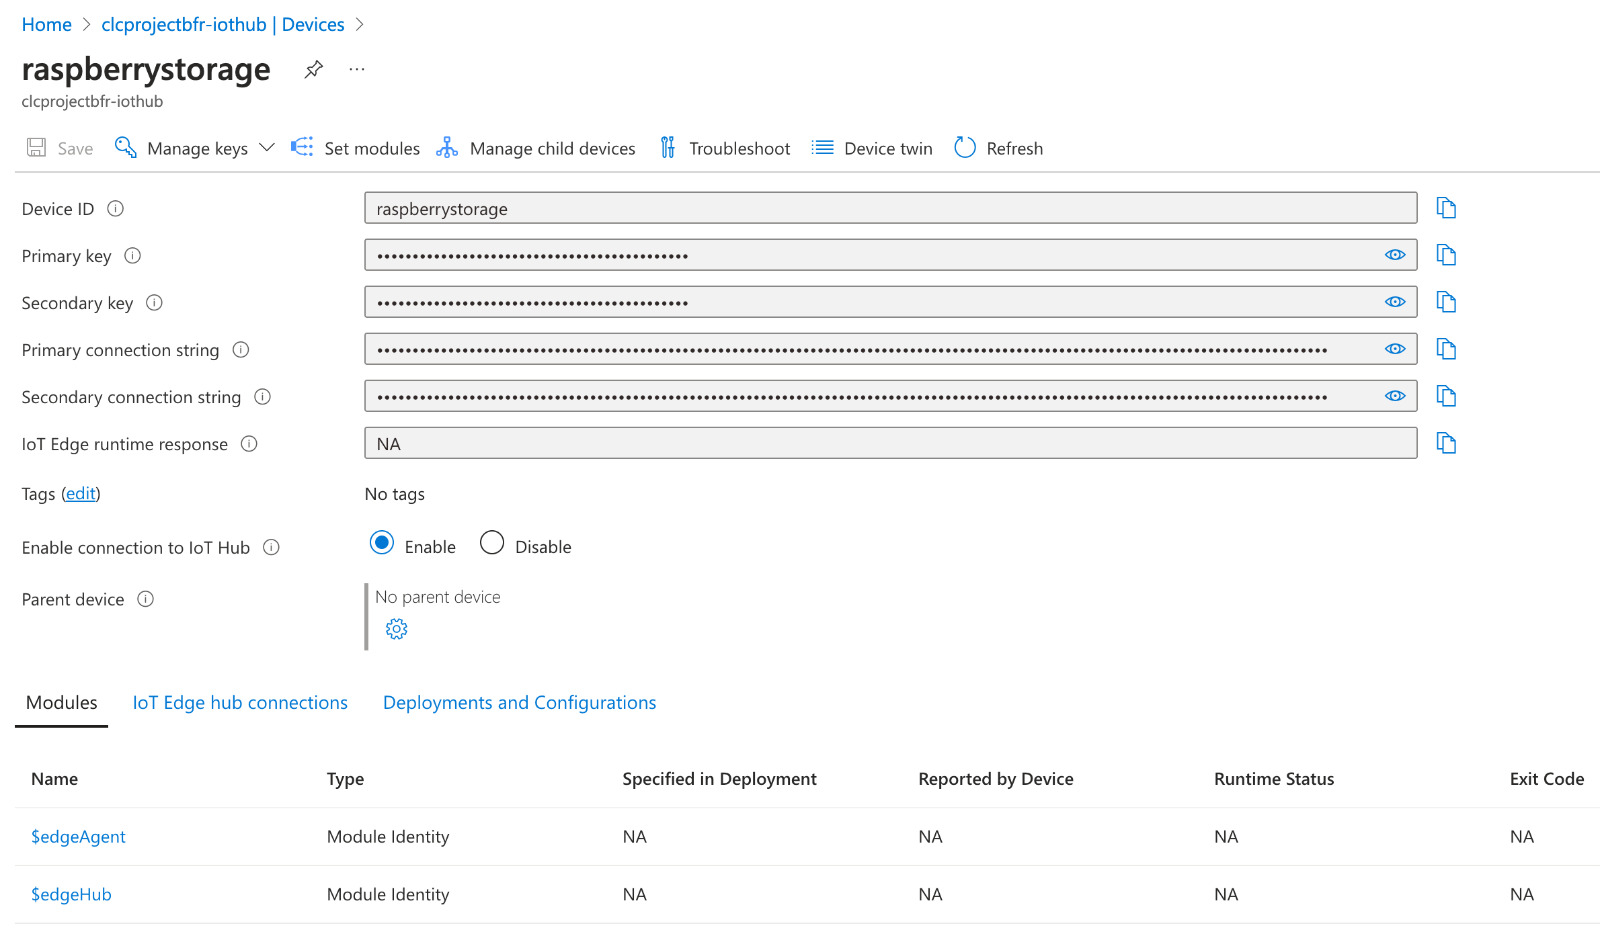 Home > clcprojectbfr-iothub | Devices >
raspberrystorage ...
clcprojectbfr-iothub
Save Manage keys Set modules Manage child devices Troubleshoot Device twin Refresh
Device ID raspberrystorage
Primary key ••••••••••••••••••••••••••••••••••••••••••••
Secondary key ••••••••••••••••••••••••••••••••••••••••••••
Primary connection string
Secondary connection string
IoT Edge runtime response NA
Tags (edit) No tags
Enable connection to IoT Hub Enable Disable
Parent device No parent device
Modules IoT Edge hub connections Deployments and Configurations
Name Type Specified in Deployment Reported by Device Runtime Status Exit Code
$edgeAgent Module Identity NA NA NA NA
$edgeHub Module Identity NA NA NA NA